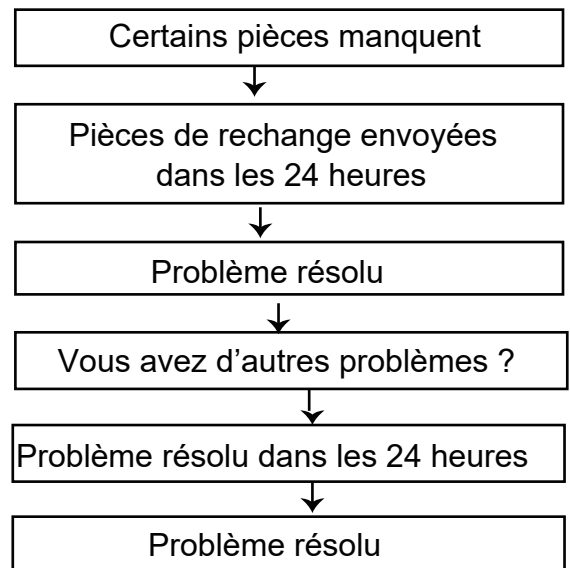 Certains pièces manquent
Pièces de rechange envoyées
dans les 24 heures
Problème résolu
Vous avez d’autres problèmes ?
Problème résolu dans les 24 heures
Problème résolu